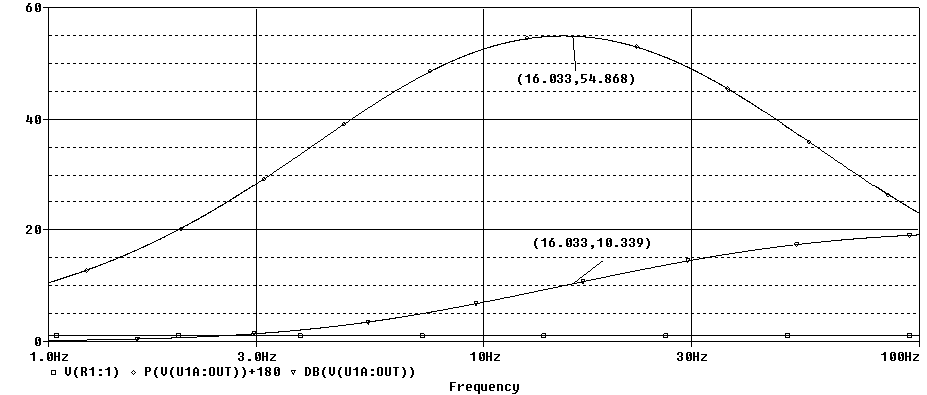 60
(16.033,54.868)
40
20
(16.033,10.339)
0
1.0Hz 3.0Hz 10Hz 30Hz 100Hz
V(R1:1) P(V(U1A:OUT))+180 DB(V(U1A:OUT))
Frequency